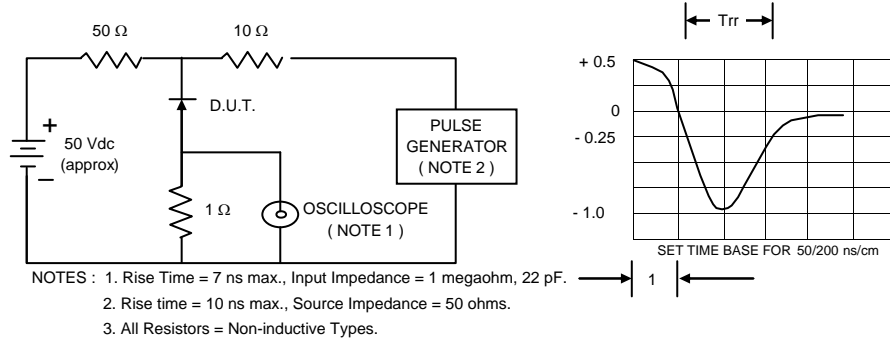 50 Ω
10 Ω
Trr
+ 0.5
D.U.T.
+
50 Vdc
(approx)
−
PULSE
GENERATOR
( NOTE 2 )
0
- 0.25
1 Ω
OSCILLOSCOPE
( NOTE 1 )
- 1.0
SET TIME BASE FOR 50/200 ns/cm
1
NOTES : 1. Rise Time = 7 ns max., Input Impedance = 1 megaohm, 22 pF.
2. Rise time = 10 ns max., Source Impedance = 50 ohms.
3. All Resistors = Non-inductive Types.